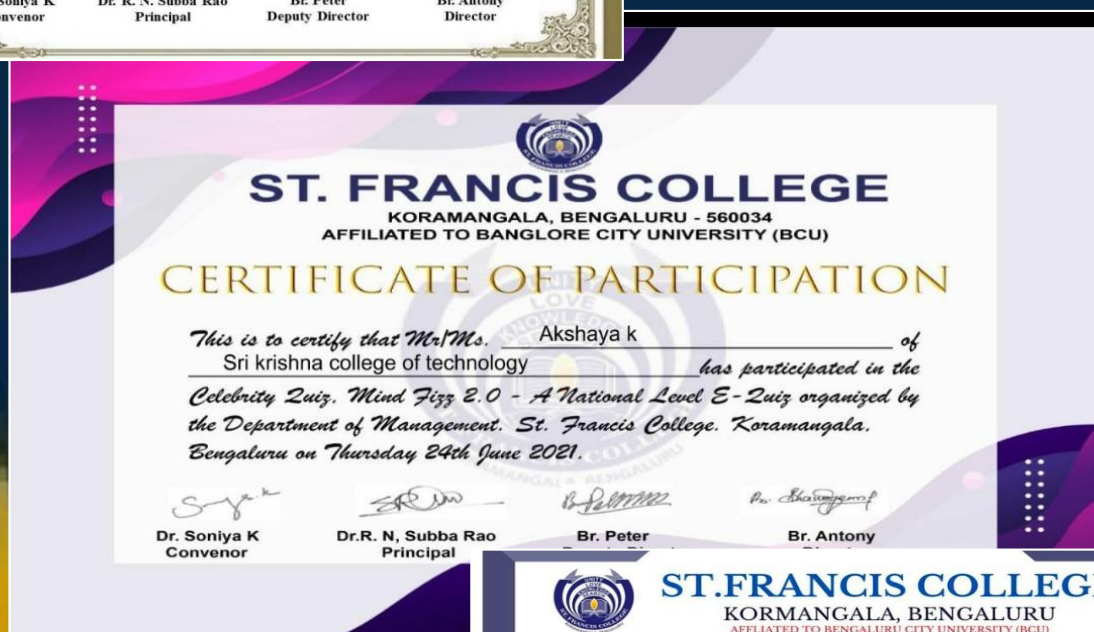 Soniya K Dr. R. N. Subba Rao Br. Peter Br. Antony
Principal Deputy Director Director
ST. FRANCIS COLLEGE
KORAMANGALA, BENGALURU - 560034
AFFILIATED TO BANGLORE CITY UNIVERSITY (BCU)
CERTIFICATE OF PARTICIPATION
This is to certify that Mr/Ms. Akshaya k of
Sri krishna college of technology has participated in the
Celebrity Quiz, Mind Fizz 2.0 - A National Level E-Quiz organized by
the Department of Management, St. Francis College, Koramangala,
Bengaluru on Thursday 24th June 2021.
Dr. Soniya K Dr.R. N, Subba Rao Br. Peter Br. Antony
Convenor Principal
ST.FRANCIS COLLEGE
KORMANGALA, BENGALURU
AFFLIATED TO BENGALURU CITY UNIVERSITY (BCU)